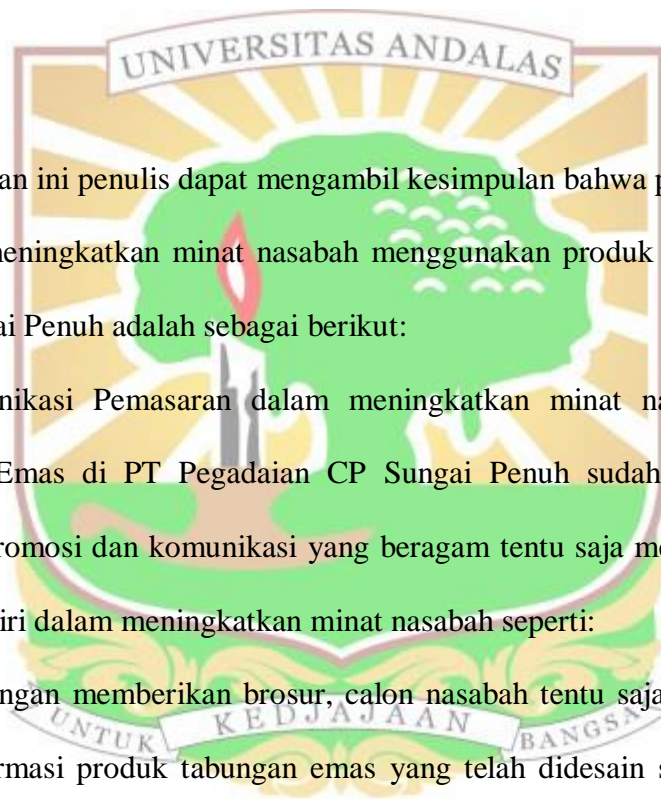 UNIVERSITAS ANDALAS
an ini penulis dapat mengambil kesimpulan bahwa p
meningkatkan minat nasabah menggunakan produk
ai Penuh adalah sebagai berikut:
nikasi Pemasaran dalam meningkatkan minat na
Emas di PT Pegadaian CP Sungai Penuh sudah
romosi dan komunikasi yang beragam tentu saja me
iri dalam meningkatkan minat nasabah seperti:
ngan memberikan brosur, calon nasabah tentu saja
UNTUK KEDJAJAAN BANGSA
rmasi produk tabungan emas yang telah didesain s